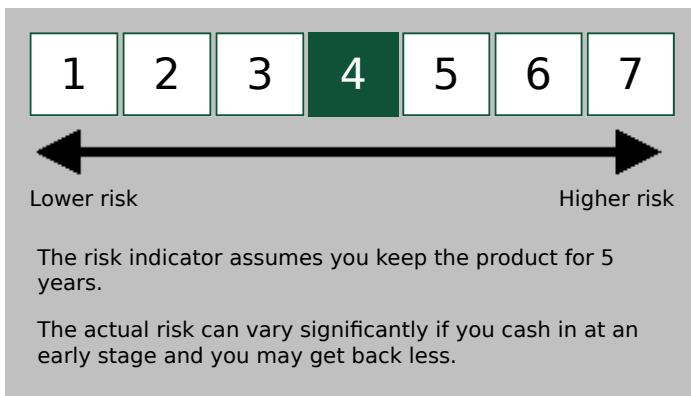 1 2 3 4 5 6 7
Lower risk Higher risk
The risk indicator assumes you keep the product for 5
years.
The actual risk can vary significantly if you cash in at an
early stage and you may get back less.